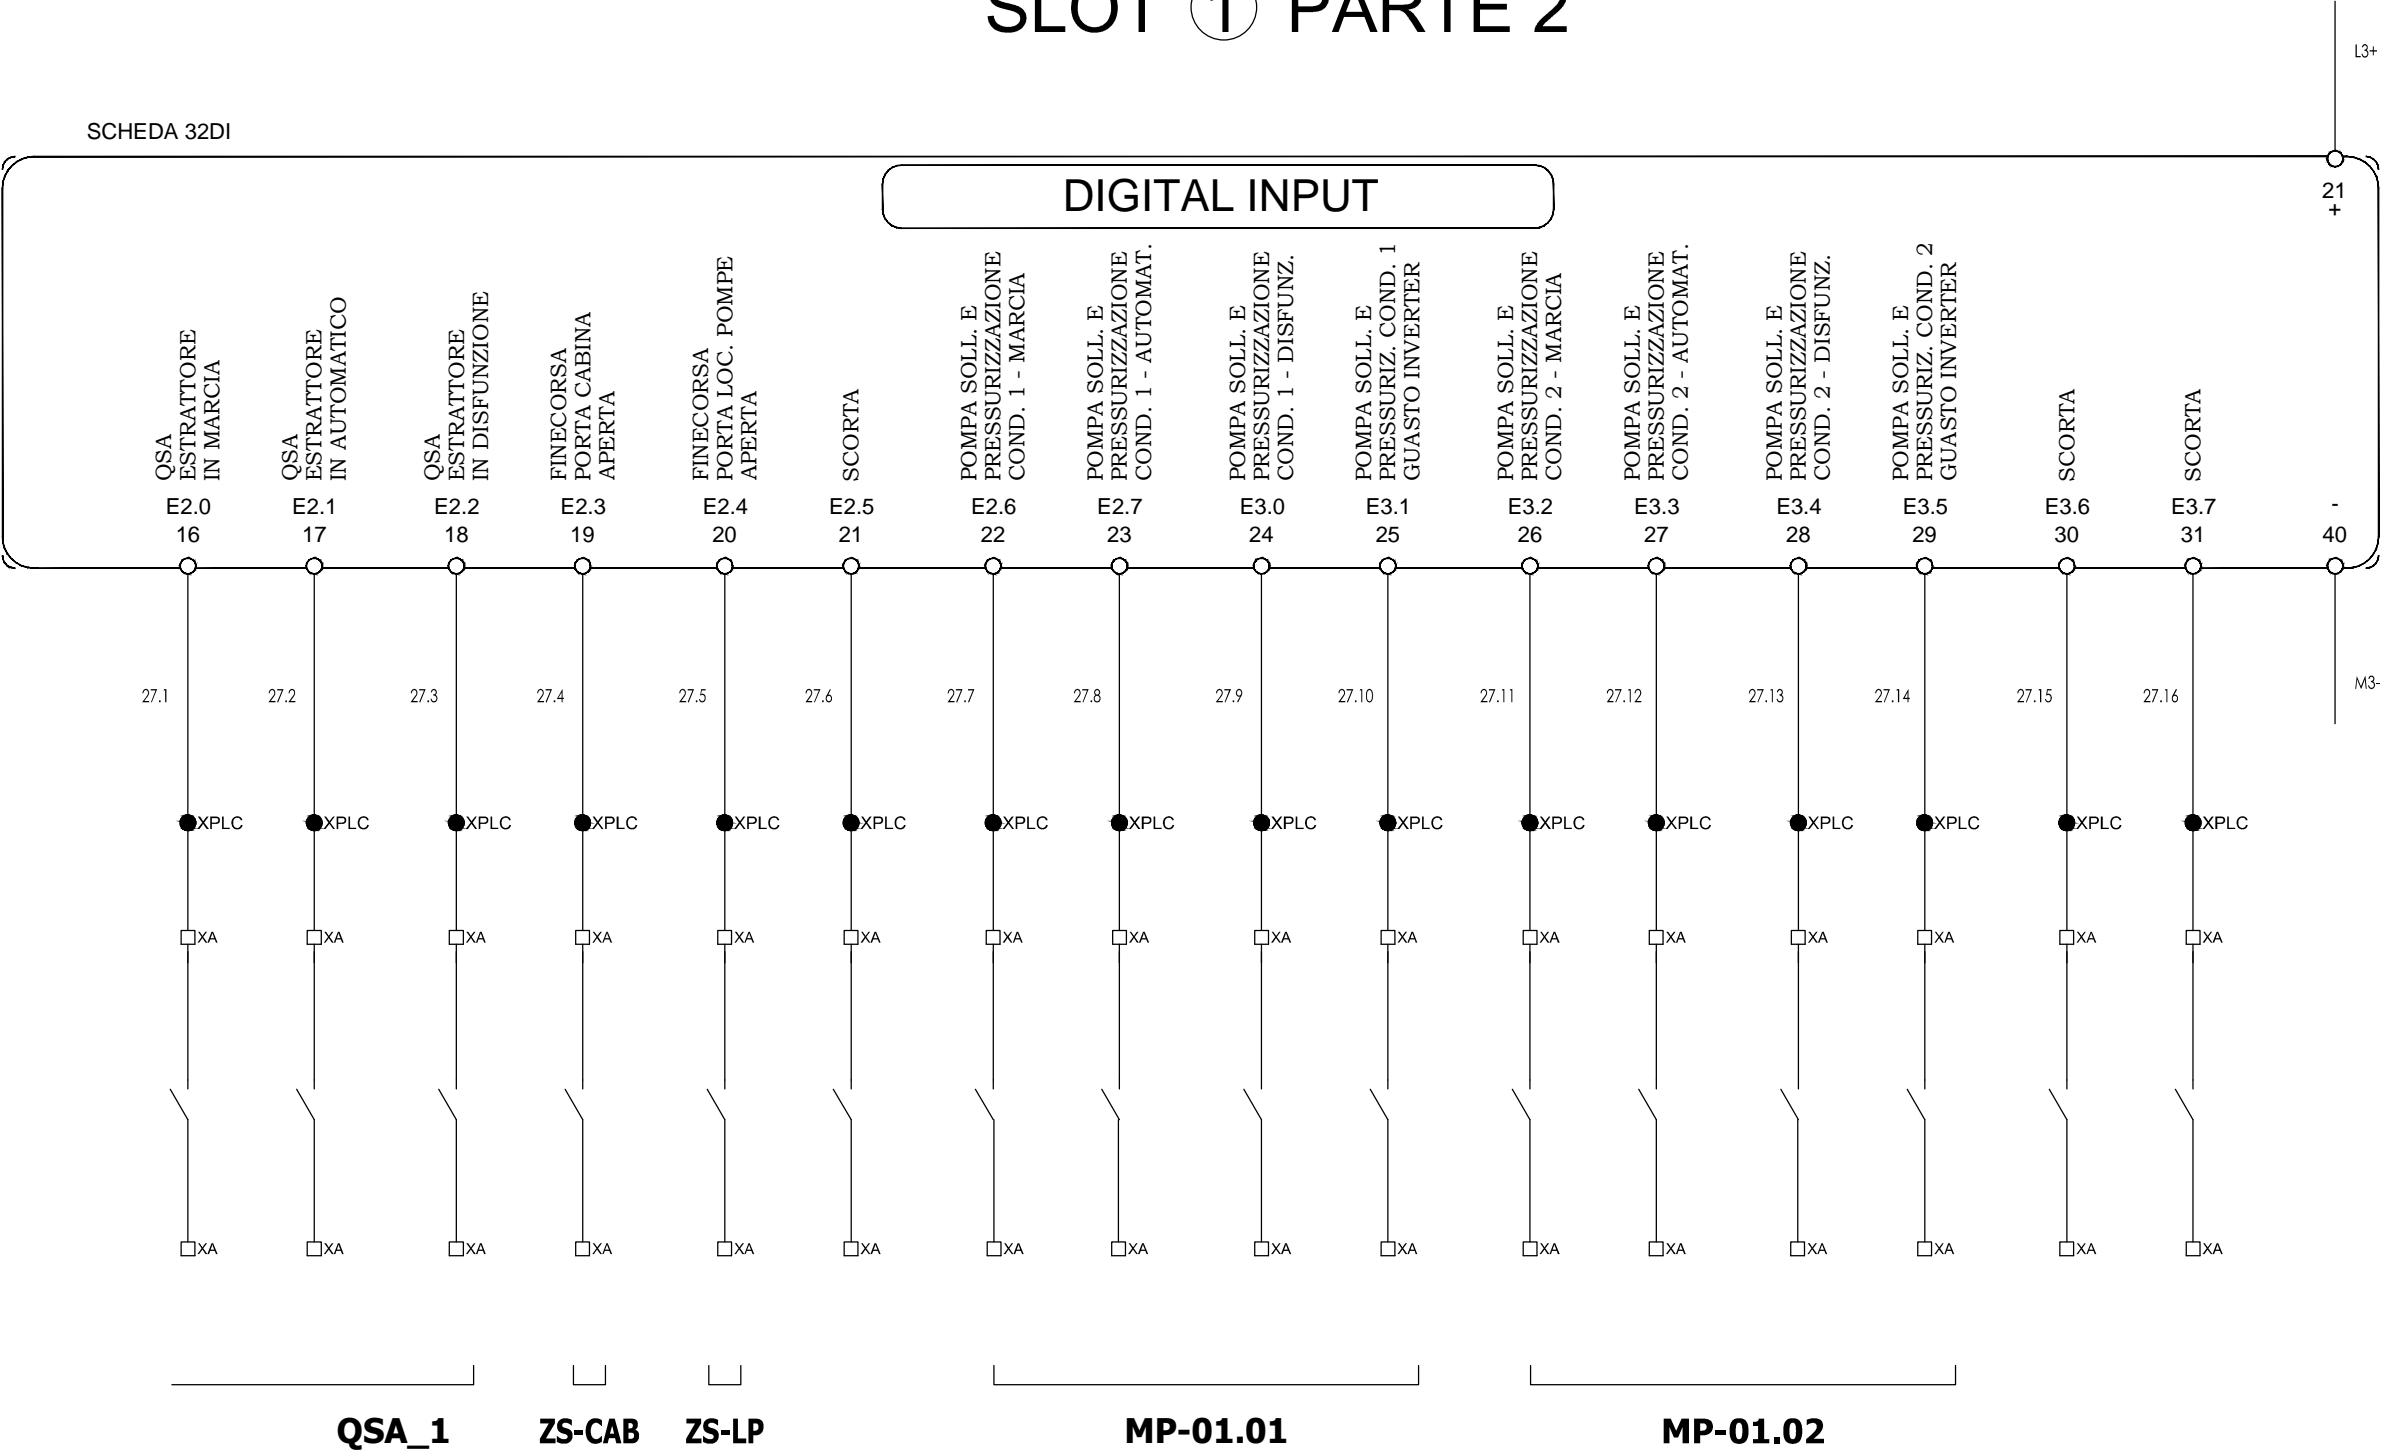 SLOT 1 PARTE 2
L3+
SCHEDA 32DI
DIGITAL INPUT
21
+
QSA
ESTRATTORE
IN MARCIA
QSA
ESTRATTORE
IN AUTOMATICO
QSA
ESTRATTORE
IN DISFUNZIONE
FINECORSA
PORTA CABINA
APERTA
FINECORSA
PORTA LOC. POMPE
APERTA
SCORTA
POMPA SOLL. E
PRESSURIZZAZIONE
COND. 1 - MARCIA
POMPA SOLL. E
PRESSURIZZAZIONE
COND. 1 - AUTOMAT.
POMPA SOLL. E
PRESSURIZZAZIONE
COND. 1 - DISFUNZ.
POMPA SOLL. E
PRESSURIZ. COND. 1
GUASTO INVERTER
POMPA SOLL. E
PRESSURIZZAZIONE
COND. 2 - MARCIA
POMPA SOLL. E
PRESSURIZZAZIONE
COND. 2 - AUTOMAT.
POMPA SOLL. E
PRESSURIZZAZIONE
COND. 2 - DISFUNZ.
POMPA SOLL. E
PRESSURIZ. COND. 2
GUASTO INVERTER
SCORTA
SCORTA
E2.0 E2.1 E2.2 E2.3 E2.4 E2.5 E2.6 E2.7 E3.0 E3.1 E3.2 E3.3 E3.4 E3.5 E3.6 E3.7 -
16 17 18 19 20 21 22 23 24 25 26 27 28 29 30 31 40
27.1 27.2 27.3 27.4 27.5 27.6 27.7 27.8 27.9 27.10 27.11 27.12 27.13 27.14 27.15 27.16 M3-
XPLC XPLC XPLC XPLC XPLC XPLC XPLC XPLC XPLC XPLC XPLC XPLC XPLC XPLC XPLC XPLC
XA XA XA XA XA XA XA XA XA XA XA XA XA XA XA XA
XA XA XA XA XA XA XA XA XA XA XA XA XA XA XA XA
QSA_1 ZS-CAB ZS-LP MP-01.01 MP-01.02